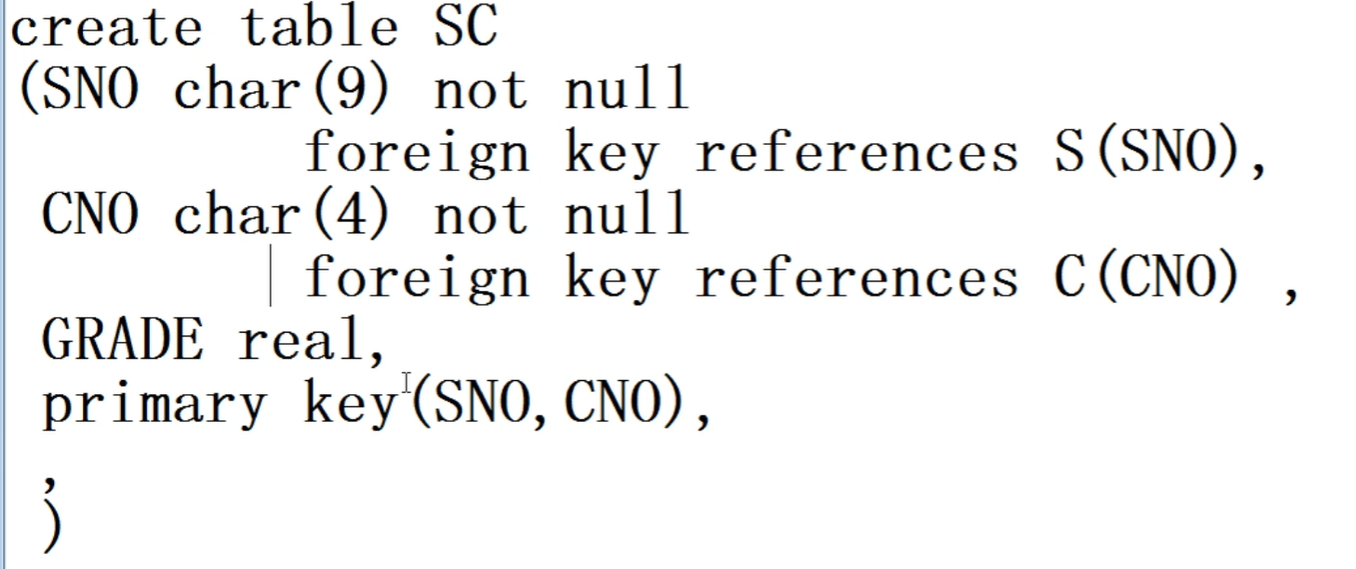 create table SC
(SNO char(9) not null
foreign key references S(SNO),
CNO char(4) not null
foreign key references C(CNO) ,
GRADE real,
primary key(SNO,CNO),
,
)